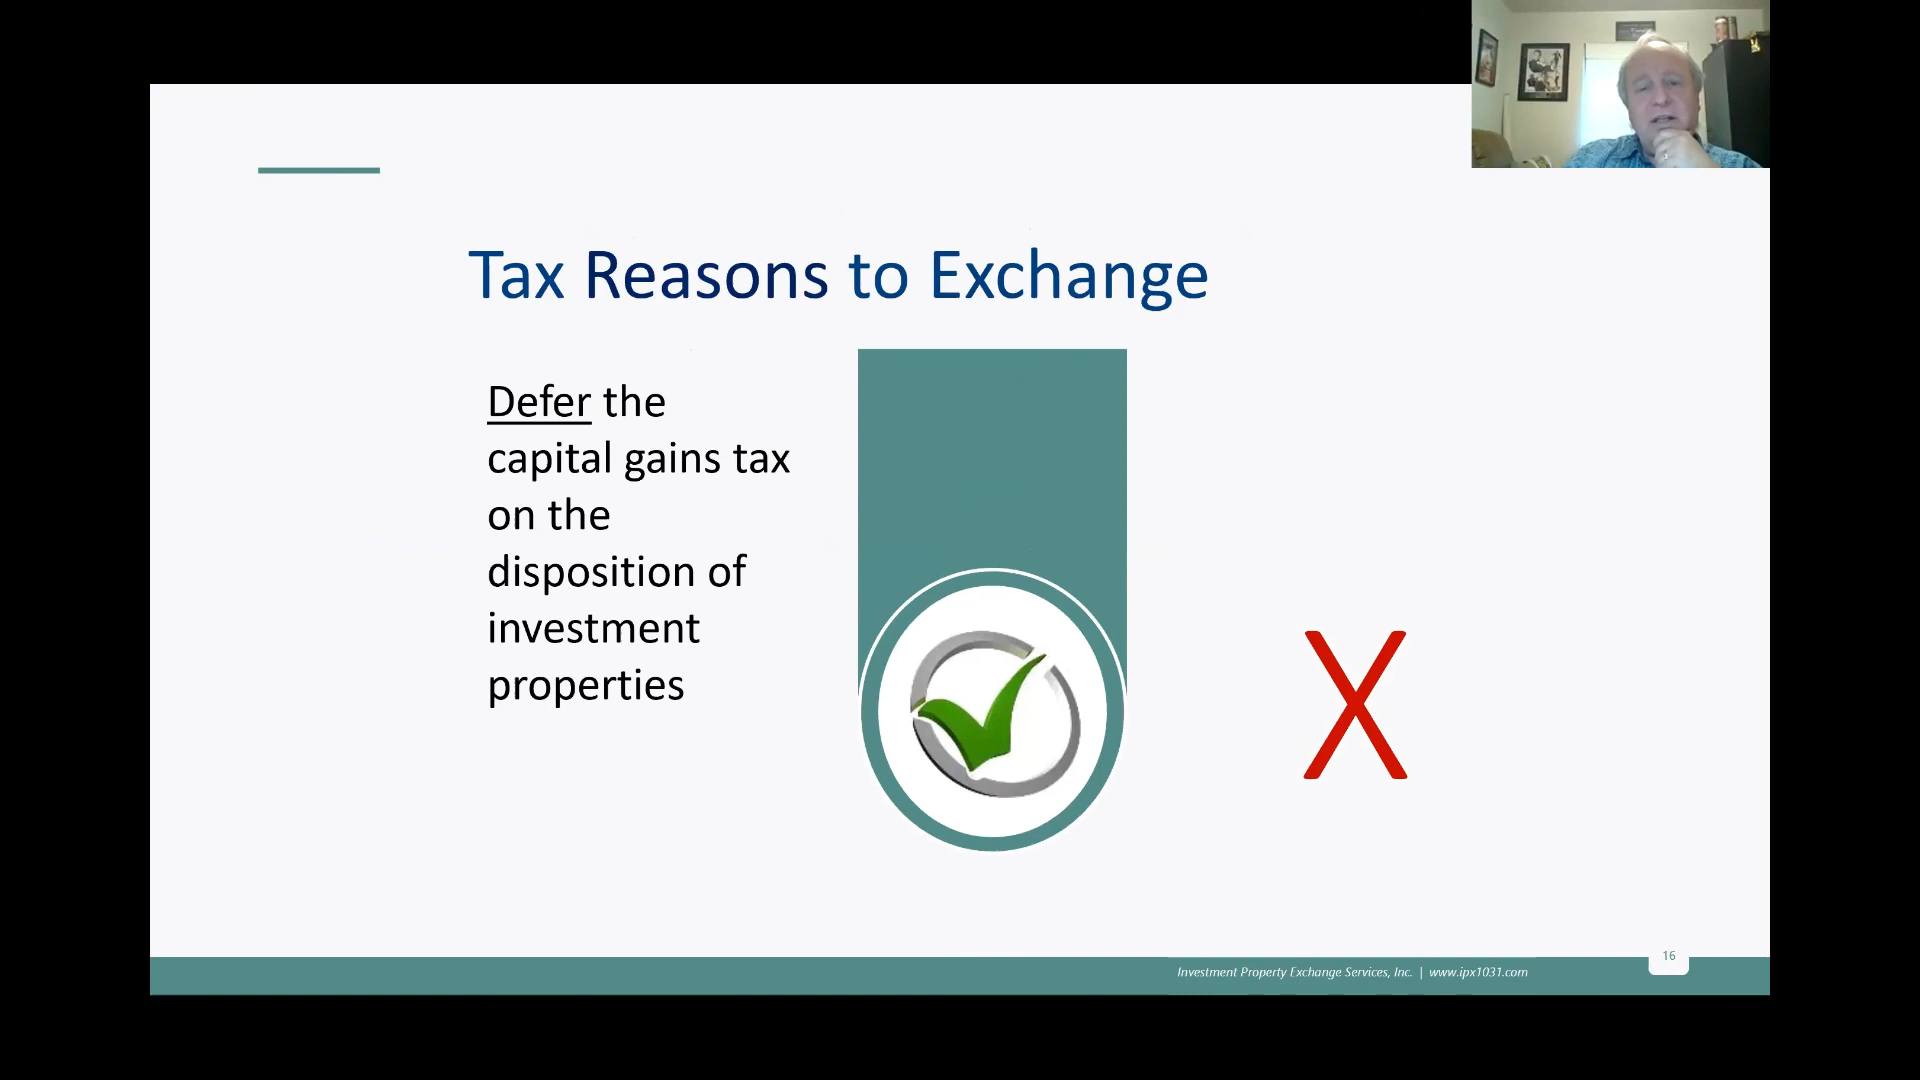 Tax Reasons to Exchange
Defer the
capital gains tax
on the
disposition of
investment
properties
X
16
Investment Property Exchange Services, Inc. | www.ipx1031.com